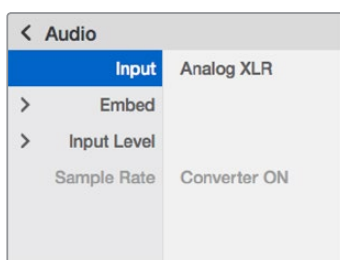 < Audio
Input Analog XLR
> Embed
> Input Level
Sample Rate Converter ON